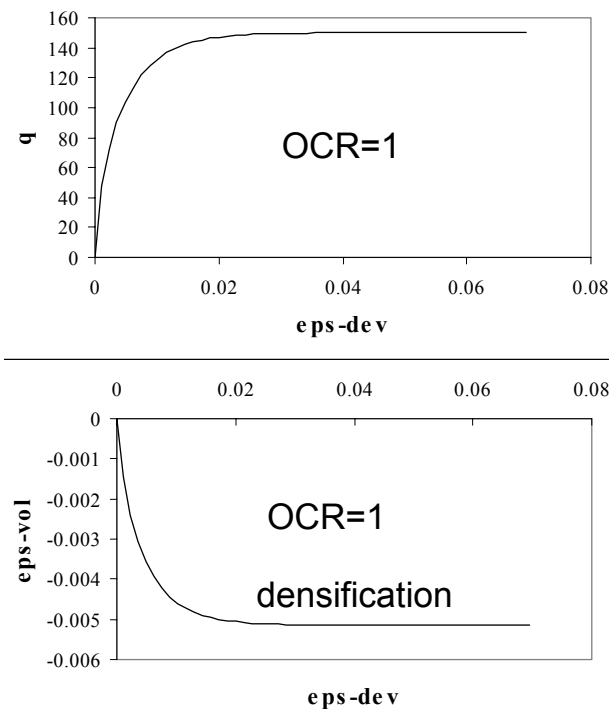 160
140
120
100
80
60
40
20
0
q
OCR=1
0 0.02 0.04 0.06 0.08
eps-dev
0 0.02 0.04 0.06 0.08
0
-0.001
-0.002
-0.003
-0.004
-0.005
-0.006
eps-vol
OCR=1
densification
eps-dev